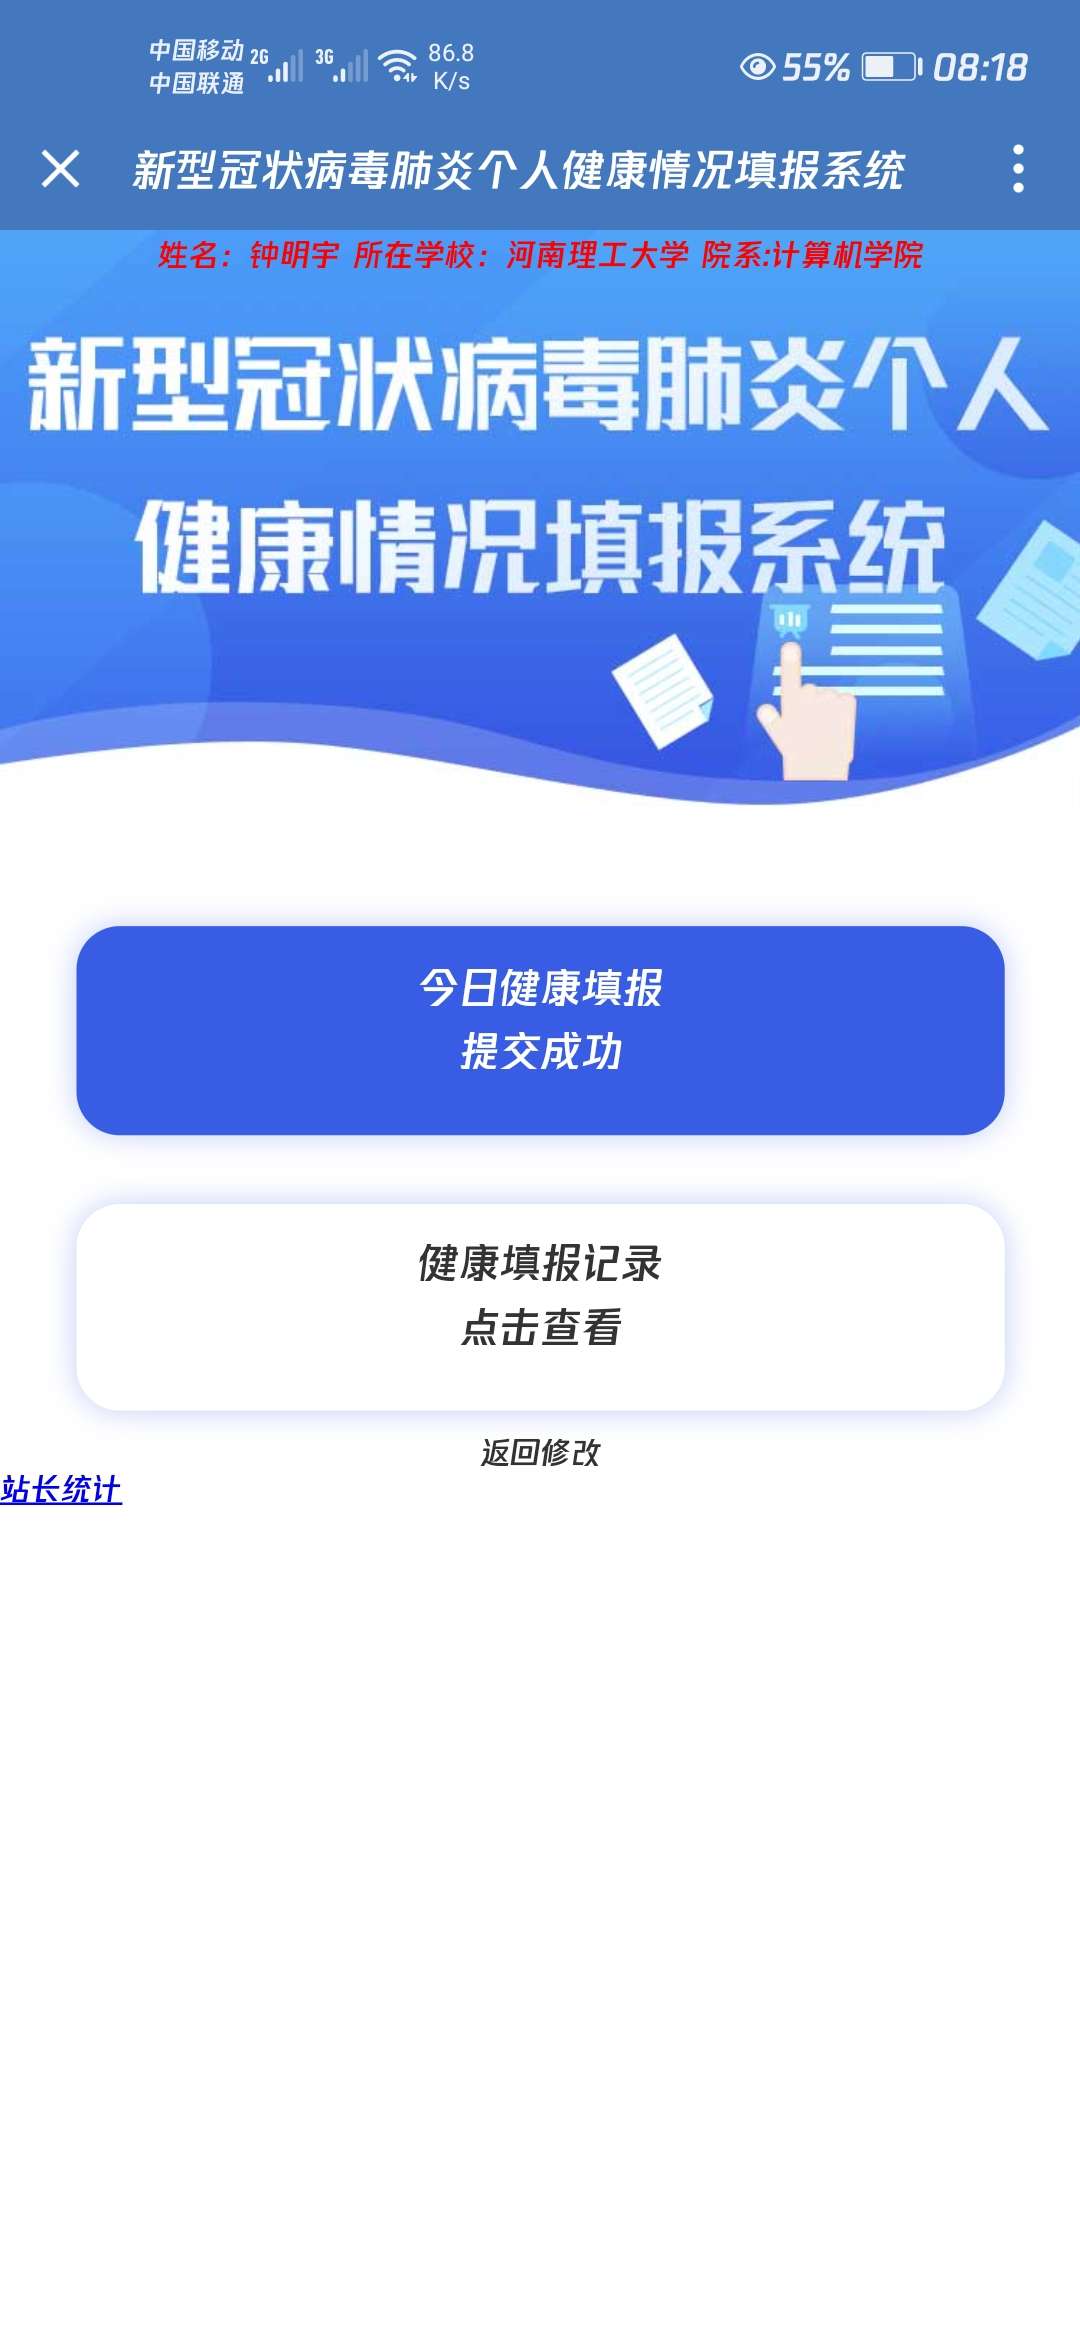 中国移动 2G 3G 86.8
中国联通 K/s
55% 08:18
新型冠状病毒肺炎个人健康情况填报系统
姓名：钟明宇 所在学校：河南理工大学 院系:计算机学院
新型冠状病毒肺炎个人
健康情况填报系统
今日健康填报
提交成功
健康填报记录
点击查看
返回修改
站长统计